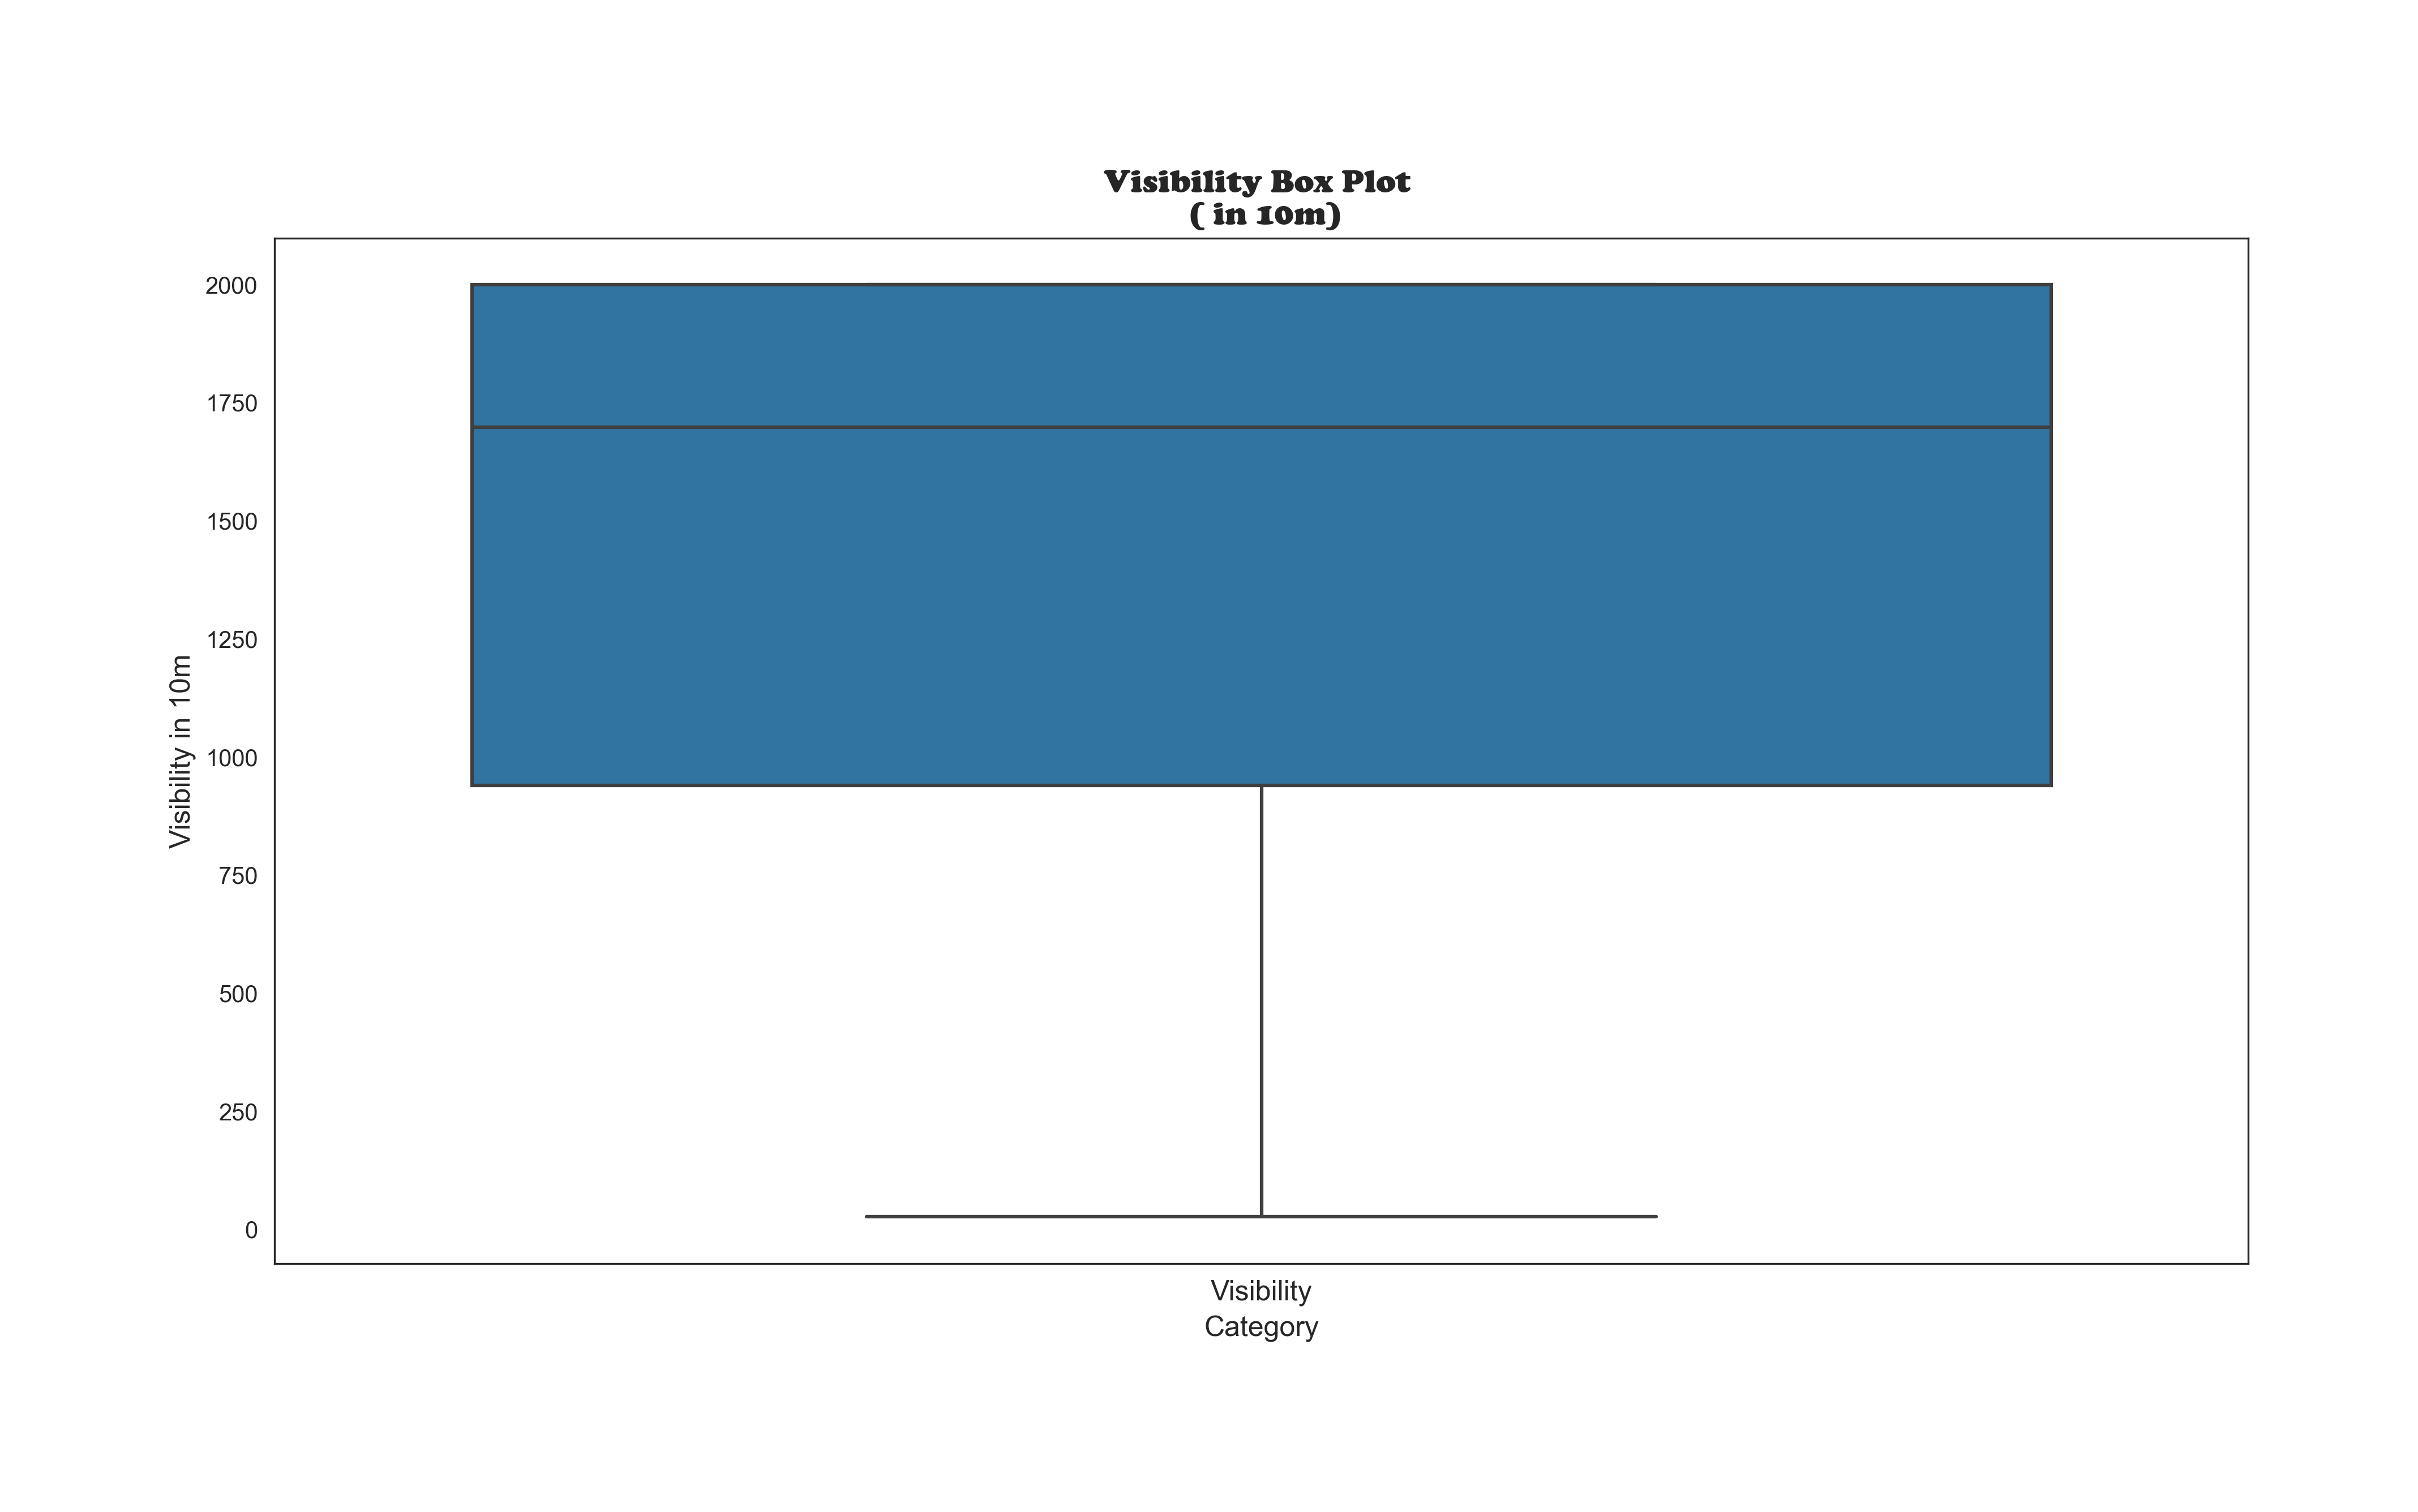 Visibility Box Plot
( in 10m)
Visibility in 10m
2000
1750
1500
1250
1000
750
500
250
0
Visibility
Category